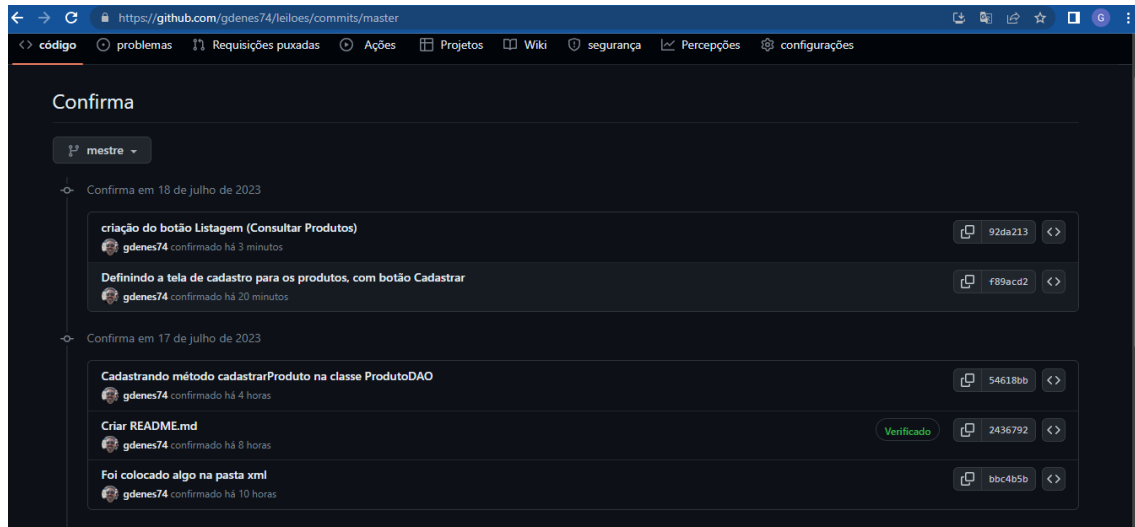 https://github.com/gdenes74/leiloes/commits/master
G
<> código problemas Requisições puxadas Ações Projetos Wiki segurança Percepções configurações
Confirma
mestre
Confirma em 18 de julho de 2023
criação do botão Listagem (Consultar Produtos)
92da213
gdenes74 confirmado há 3 minutos
Definindo a tela de cadastro para os produtos, com botão Cadastrar
f89acd2
gdenes74 confirmado há 20 minutos
Confirma em 17 de julho de 2023
Cadastrando método cadastrarProduto na classe ProdutoDAO
54618bb
gdenes74 confirmado há 4 horas
Criar README.md
Verificado 2436792
gdenes74 confirmado há 8 horas
Foi colocado algo na pasta xml
bbc4b5b
gdenes74 confirmado há 10 horas